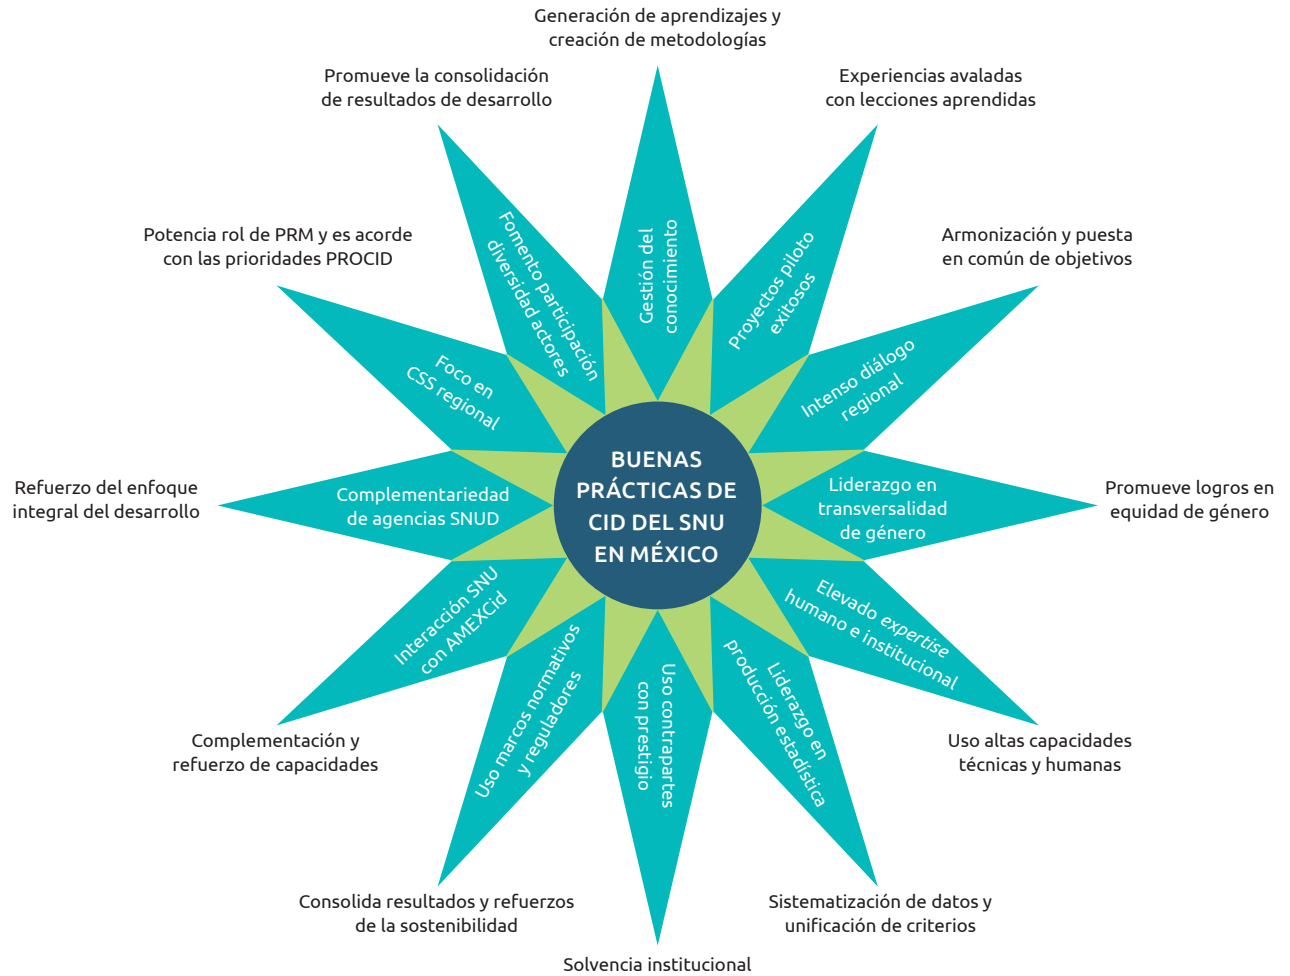 Generación de aprendizajes y
creación de metodologías
Promueve la consolidación
de resultados de desarrollo
Experiencias avaladas
con lecciones aprendidas
Potencia rol de PRM y es acorde
con las prioridades PROCID
Armonización y puesta
en común de objetivos
Fomento participación
diversidad actores
Gestión del
conocimiento
Proyectos piloto
exitosos
Foco en
CSS regional
Intenso diálogo
regional
Refuerzo del enfoque
integral del desarrollo
Complementariedad
de agencias SNUD
BUENAS
PRÁCTICAS DE
CID DEL SNU
EN MÉXICO
Liderazgo en
transversalidad
de género
Promueve logros en
equidad de género
Interacción SNU
con AMEXCid
Elevado expertise
humano e institucional
Uso marcos normativos
y reguladores
Uso contrapartes
con prestigio
Liderazgo en
producción estadística
Complementación y
refuerzo de capacidades
Uso altas capacidades
técnicas y humanas
Consolida resultados y refuerzos
de la sostenibilidad
Sistematización de datos y
unificación de criterios
Solvencia institucional